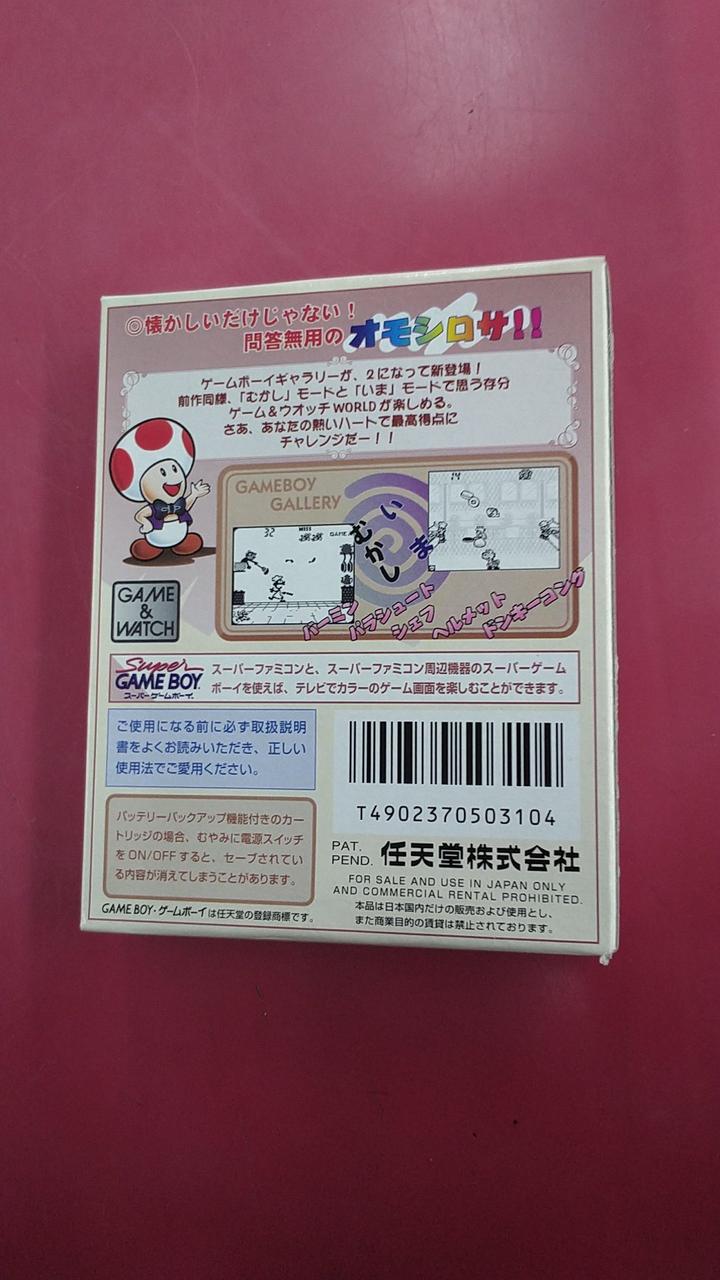 ◎懐かしいだけじゃない!
問答無用のオモシロサ!!
ゲームボーイギャラリーが、2になって新登場!
前作同様、「むかし」モードと「いま」モードで思う存分
ゲーム&ウオッチWORLDが楽しめる。
さあ、あなたの熱いハートで最高得点に
チャレンジだー!!
GAMEBOY
GALLERY
むかし
いま
32
MISS
GAME A
14
バーミン
パラシュート
シェフ
ヘルメット
ドンキーコング
GAME
&
WATCH
Super
GAME BOY
スーパーゲームボーイ
スーパーファミコンと、スーパーファミコン周辺機器のスーパーゲーム
ボーイを使えば、テレビでカラーのゲーム画面を楽しむことができます。
ご使用になる前に必ず取扱説明
書をよくお読みいただき、正しい
使用法でご愛用ください。
T4902370503104
バッテリーバックアップ機能付きのカー
トリッジの場合、むやみに電源スイッチ
をON/OFFすると、セーブされてい
る内容が消えてしまうことがあります。
PAT.
PEND.
任天堂株式会社
FOR SALE AND USE IN JAPAN ONLY
AND COMMERCIAL RENTAL PROHIBITED.
本品は日本国内だけの販売および使用とし、
また商業目的の賃貸は禁止されております。
GAME BOY・ゲームボーイは任天堂の登録商標です。